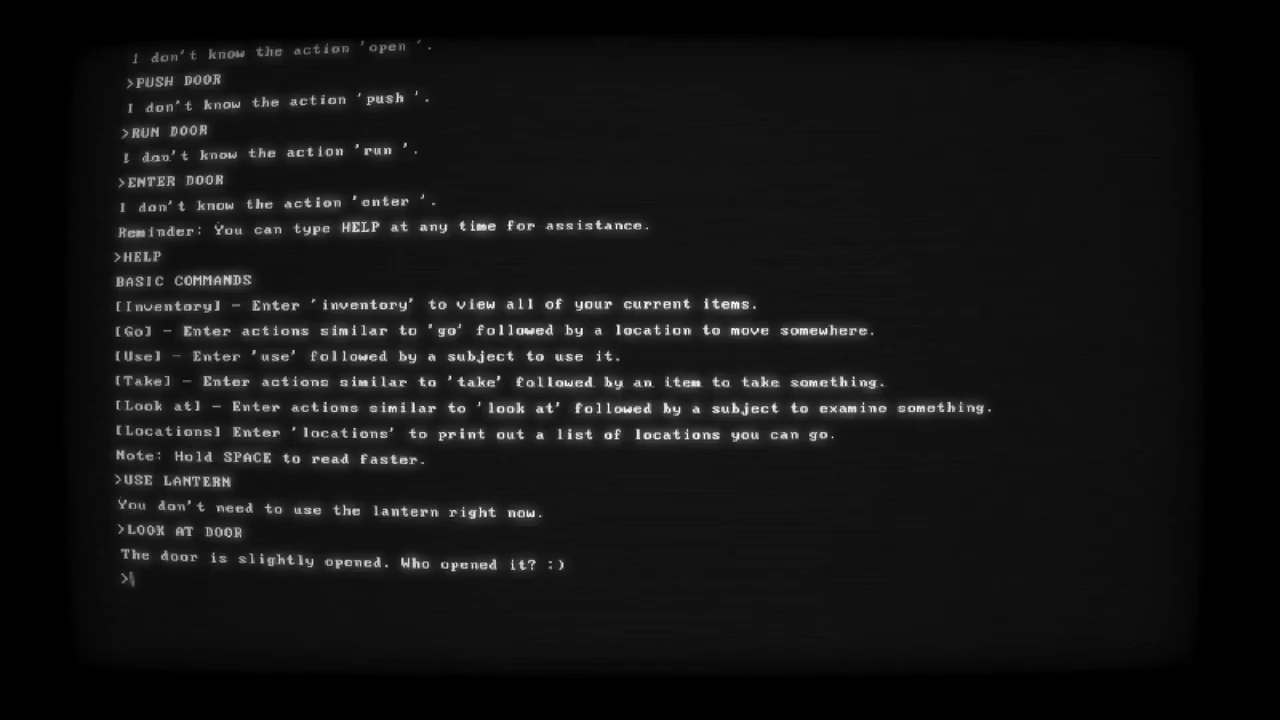 I don't know the action 'open '.
>PUSH DOOR
I don't know the action 'push '.
>RUN DOOR
I don't know the action 'run '.
>ENTER DOOR
I don't know the action 'enter '.
Reminder: You can type HELP at any time for assistance.
>HELP
BASIC COMMANDS
[Inventory] - Enter 'inventory' to view all of your current items.
[Go] - Enter actions similar to 'go' followed by a location to move somewhere.
[Use] - Enter 'use' followed by a subject to use it.
[Take] - Enter actions similar to 'take' followed by an item to take something.
[Look at] - Enter actions similar to 'look at' followed by a subject to examine something.
[Locations] Enter 'locations' to print out a list of locations you can go.
Note: Hold SPACE to read faster.
>USE LANTERN
You don't need to use the lantern right now.
>LOOK AT DOOR
The door is slightly opened. Who opened it? :)
>